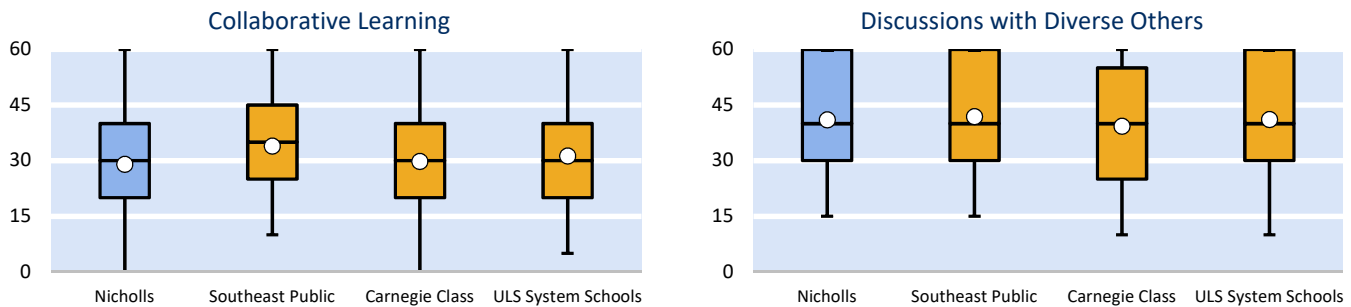 Collaborative Learning
60
45
30
15
0
Nicholls Southeast Public Carnegie Class ULS System Schools
Discussions with Diverse Others
60
45
30
15
0
Nicholls Southeast Public Carnegie Class ULS System Schools